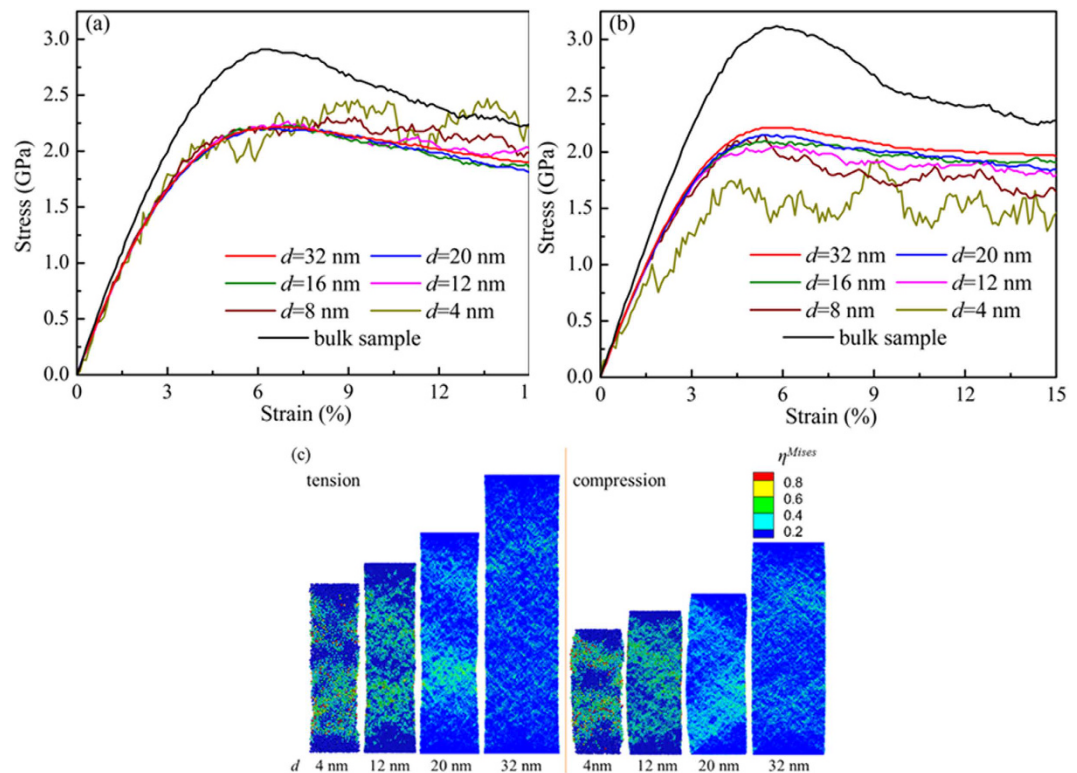 (a)
3.0
2.5
2.0
1.5
1.0
0.5
0.0
Stress (GPa)
d=32 nm d=20 nm
d=16 nm d=12 nm
d=8 nm d=4 nm
bulk sample
0 3 6 9 12 1
Strain (%)
(b)
3.0
2.5
2.0
1.5
1.0
0.5
0.0
Stress (GPa)
d=32 nm d=20 nm
d=16 nm d=12 nm
d=8 nm d=4 nm
bulk sample
0 3 6 9 12 15
Strain (%)
(c)
tension
compression
η^Mises
0.8
0.6
0.4
0.2
d 4 nm 12 nm 20 nm 32 nm 4nm 12 nm 20 nm 32 nm